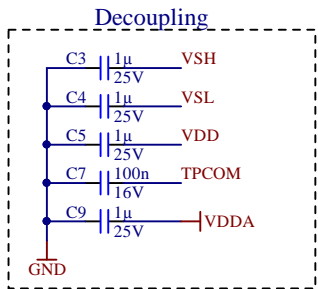 Decoupling
C3 1µ VSH
25V
C4 1µ VSL
25V
C5 1µ VDD
25V
C7 100n TPCOM
16V
C9 1µ VDDA
25V
GND